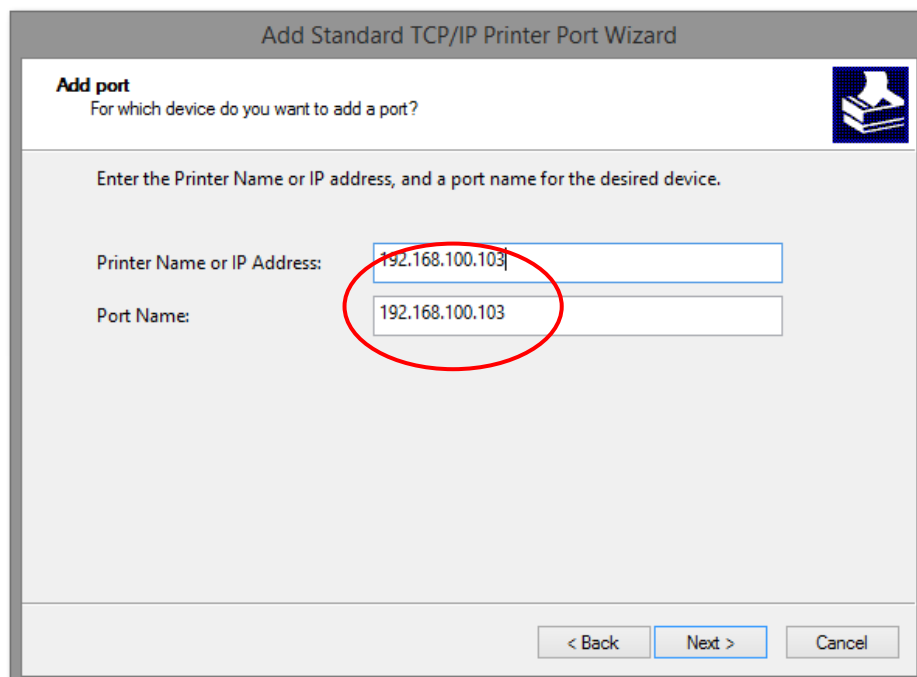 Add Standard TCP/IP Printer Port Wizard
Add port
For which device do you want to add a port?
Enter the Printer Name or IP address, and a port name for the desired device.
Printer Name or IP Address: 192.168.100.103
Port Name: 192.168.100.103
< Back Next > Cancel